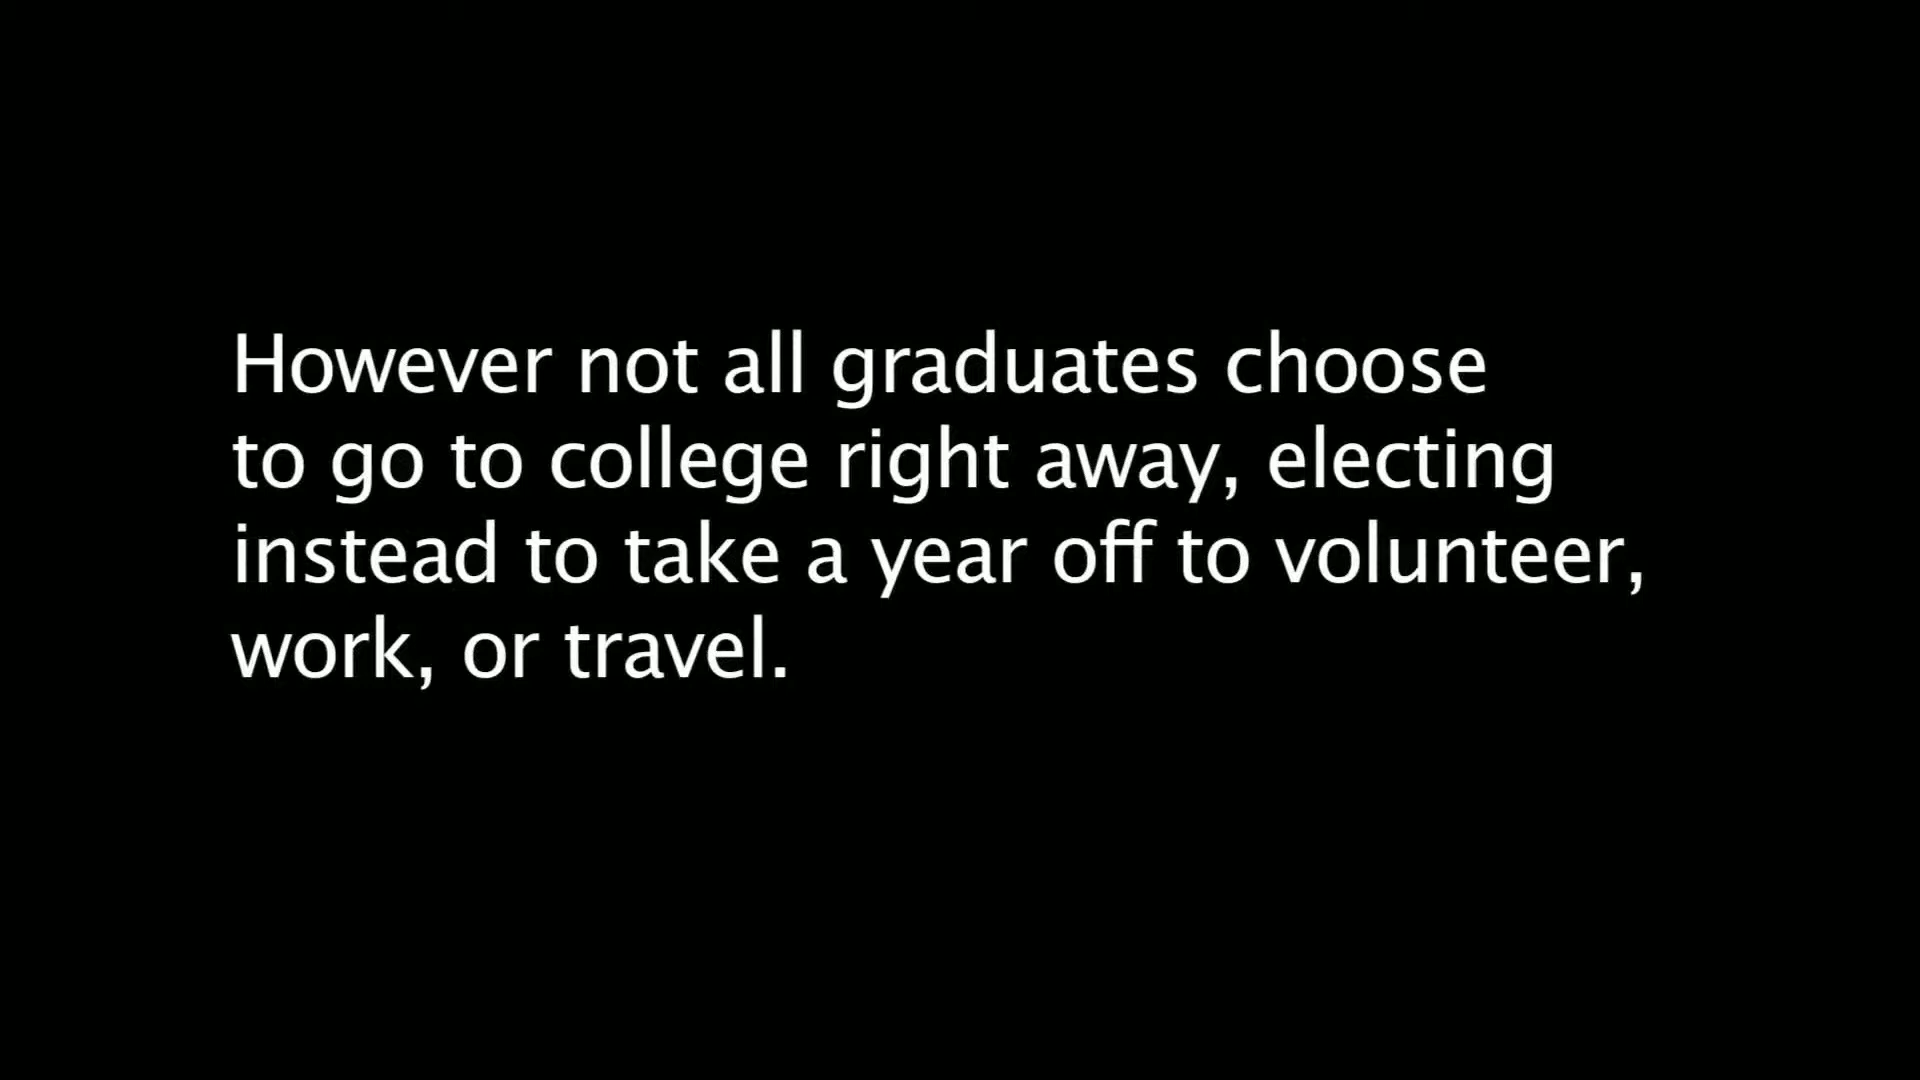 However not all graduates choose
to go to college right away, electing
instead to take a year off to volunteer,
work, or travel.